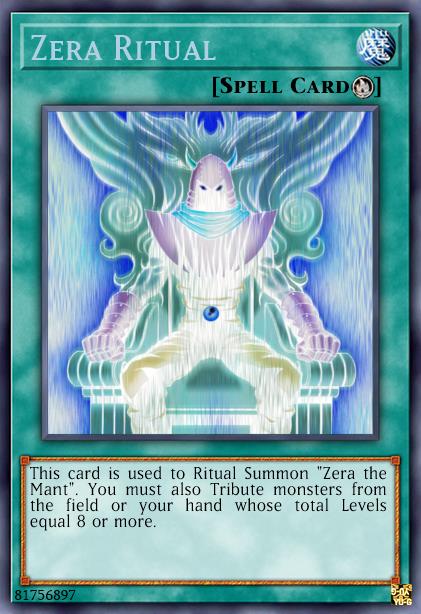 Zera Ritual
魔
[Spell Card]
This card is used to Ritual Summon "Zera the
Mant". You must also Tribute monsters from
the field or your hand whose total Levels
equal 8 or more.
81756897